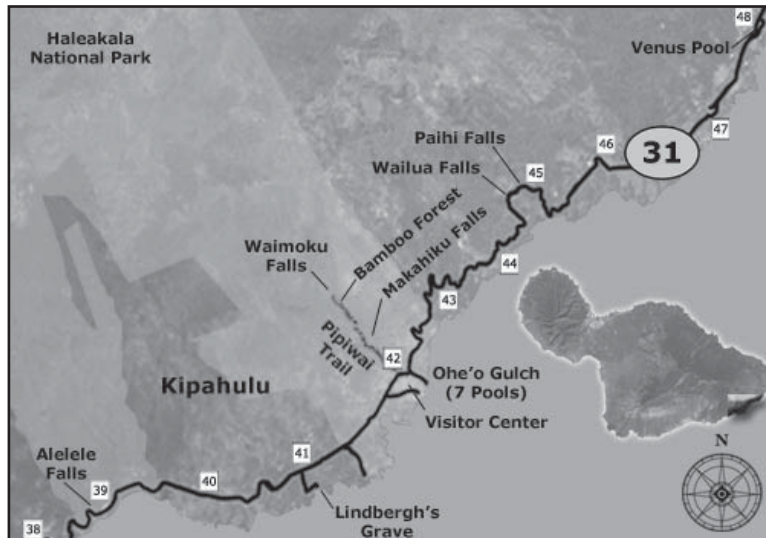 Haleakala
National Park
48
Venus Pool
47
31
46
Paihi Falls
45
Wailua Falls
44
Bamboo Forest
Makahiku Falls
Waimoku
Falls
43
Pipiwai
Trail
42
Ohe'o Gulch
(7 Pools)
Visitor Center
Kipahulu
41
Lindbergh's
Grave
40
Alelele
Falls
39
38
N